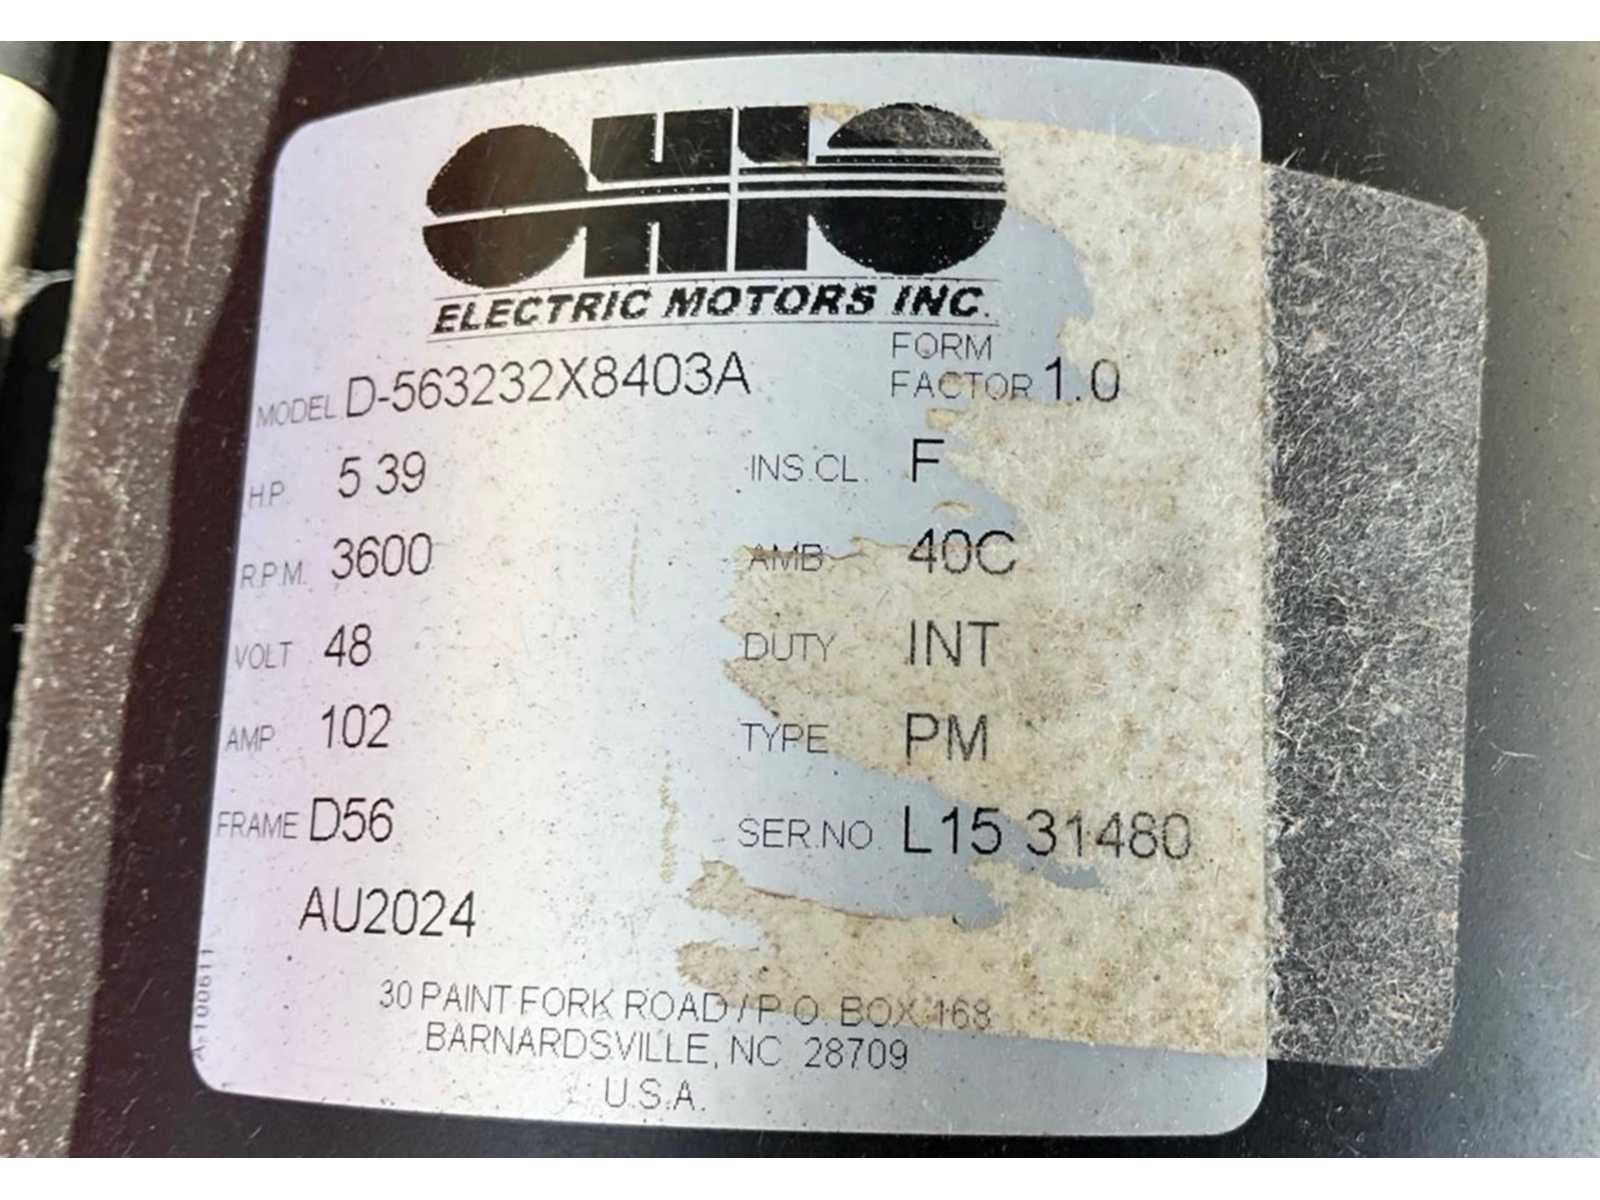 OHIO
ELECTRIC MOTORS INC.
MODEL D-563232X8403A
FORM
FACTOR 1.0
H.P. 5 39
INS.CL. F
R.P.M. 3600
AMB 40C
VOLT 48
DUTY INT
AMP. 102
TYPE PM
FRAME D56
SER.NO. L15 31480
AU2024
A-100611
30 PAINT FORK ROAD / P.O. BOX 168
BARNARDSVILLE, NC 28709
U.S.A.